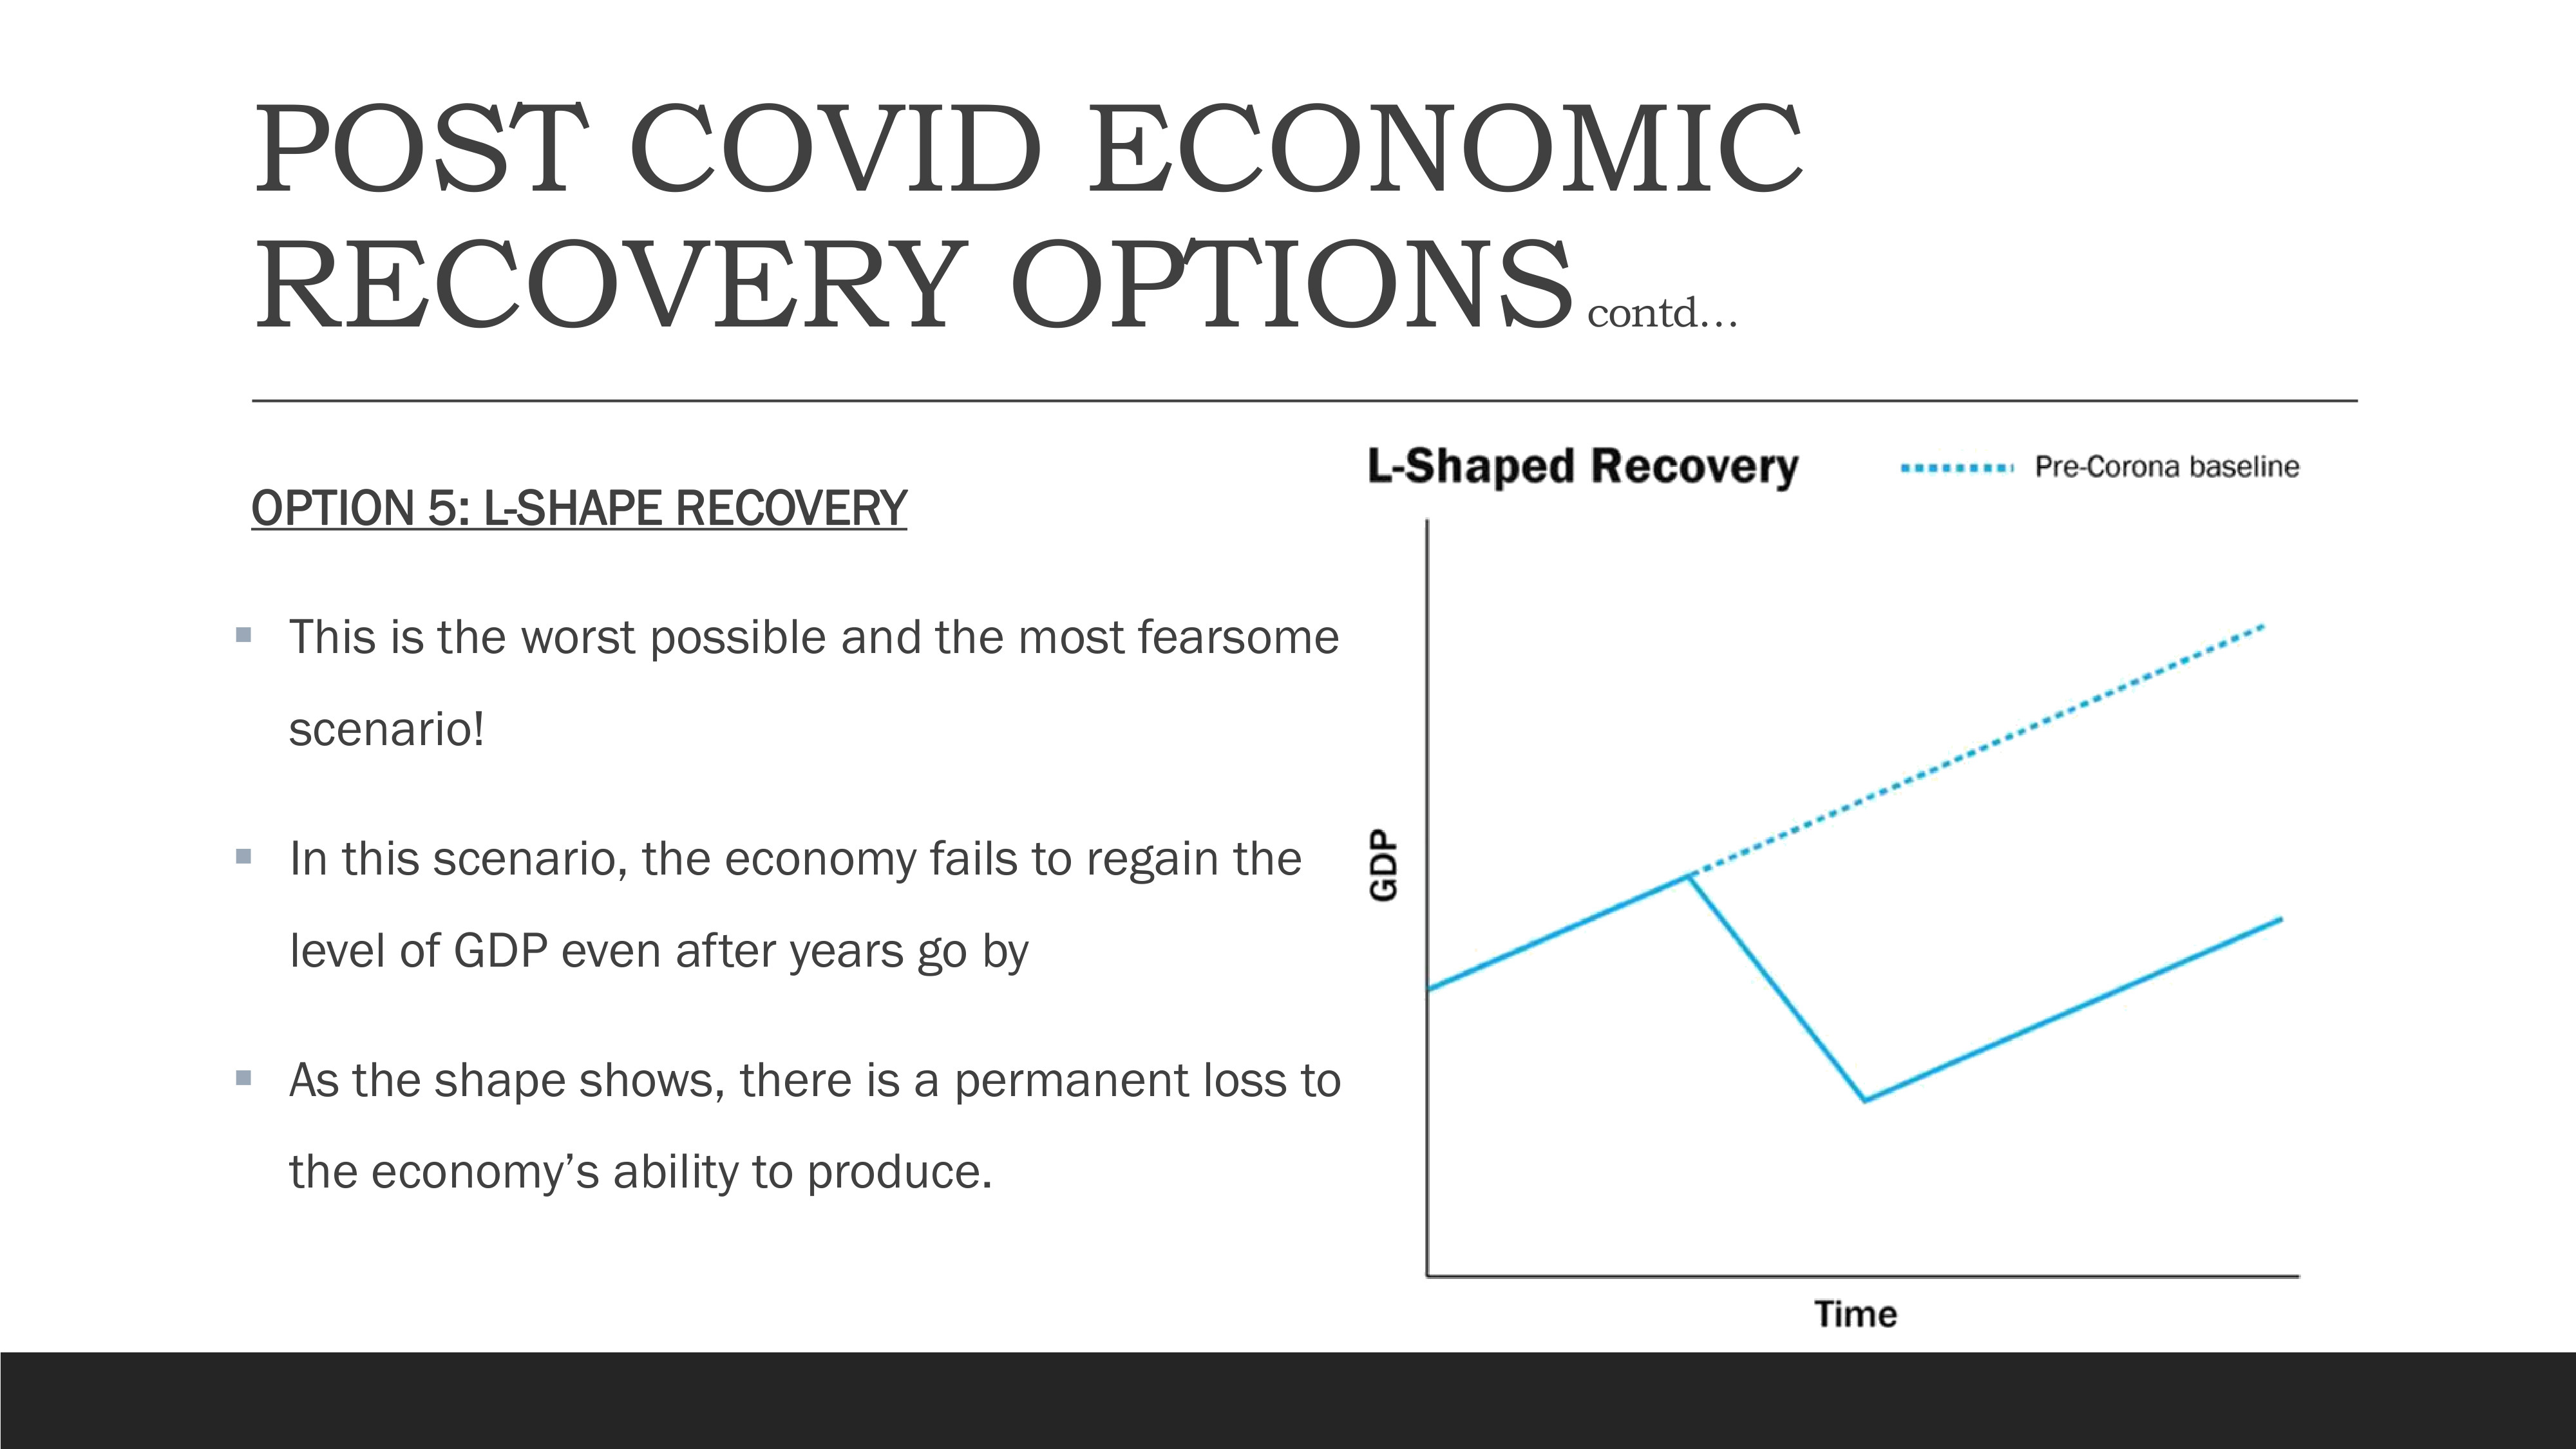 POST COVID ECONOMIC
RECOVERY OPTIONS contd...
OPTION 5: L-SHAPE RECOVERY
▪ This is the worst possible and the most fearsome
scenario!
▪ In this scenario, the economy fails to regain the
level of GDP even after years go by
▪ As the shape shows, there is a permanent loss to
the economy’s ability to produce.
L-Shaped Recovery
Pre-Corona baseline
GDP
Time